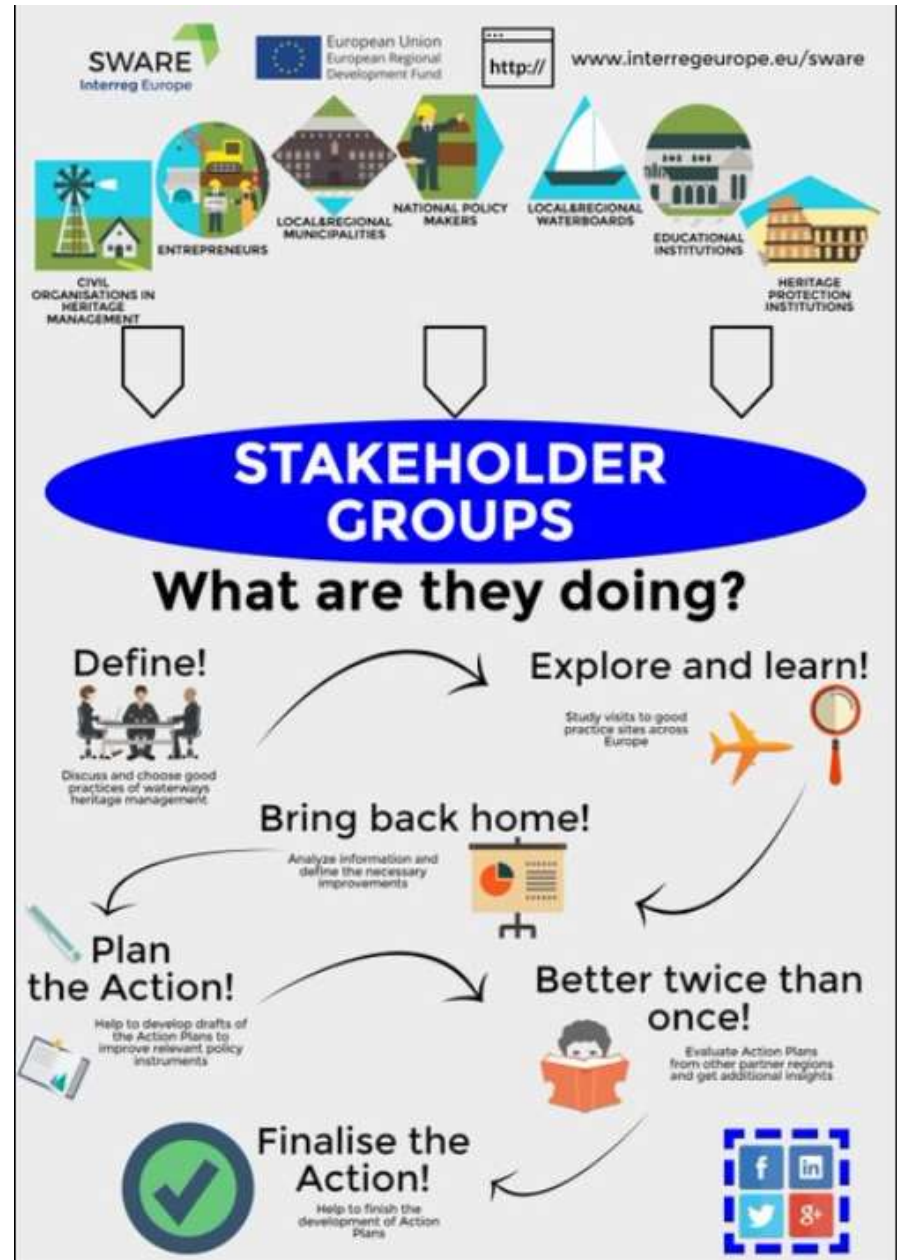 SWARE
Interreg Europe
European Union
European Regional
Development Fund
http://
www.interregeurope.eu/sware
CIVIL
ORGANISATIONS IN
HERITAGE
MANAGEMENT
ENTREPRENEURS
LOCAL&REGIONAL
MUNICIPALITIES
NATIONAL POLICY
MAKERS
LOCAL&REGIONAL
WATERBOARDS
EDUCATIONAL
INSTITUTIONS
HERITAGE
PROTECTION
INSTITUTIONS
STAKEHOLDER
GROUPS
What are they doing?
Define!
Discuss and choose good
practices of waterways
heritage management
Explore and learn!
Study visits to good
practice sites across
Europe
Bring back home!
Analyze information and
define the necessary
improvements
Plan
the Action!
Help to develop drafts of
the Action Plans to
improve relevant policy
instruments
Better twice than
once!
Evaluate Action Plans
from other partner regions
and get additional insights
Finalise the
Action!
Help to finish the
development of Action
Plans
f
in
g+